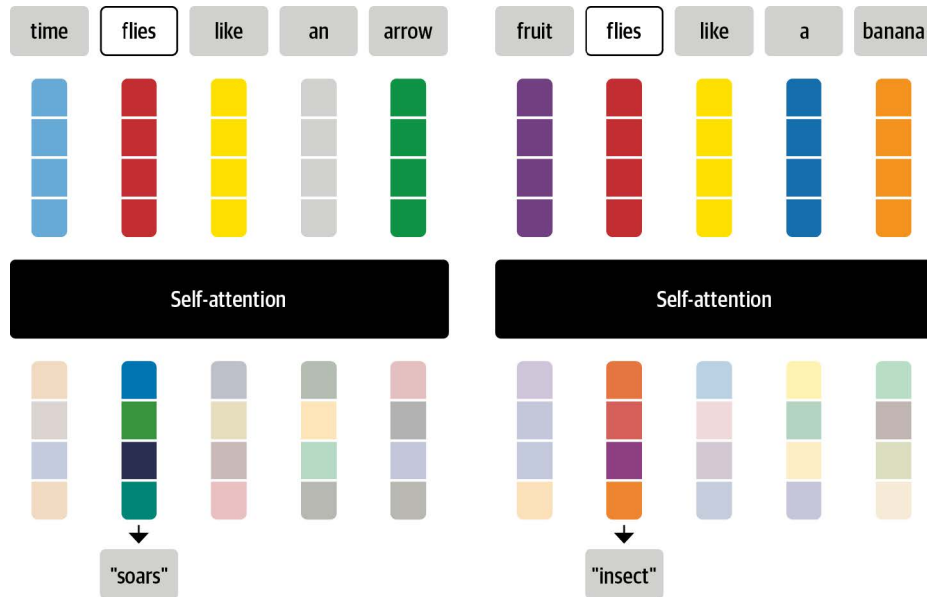 time flies like an arrow
fruit flies like a banana
Self-attention
Self-attention
"soars"
"insect"